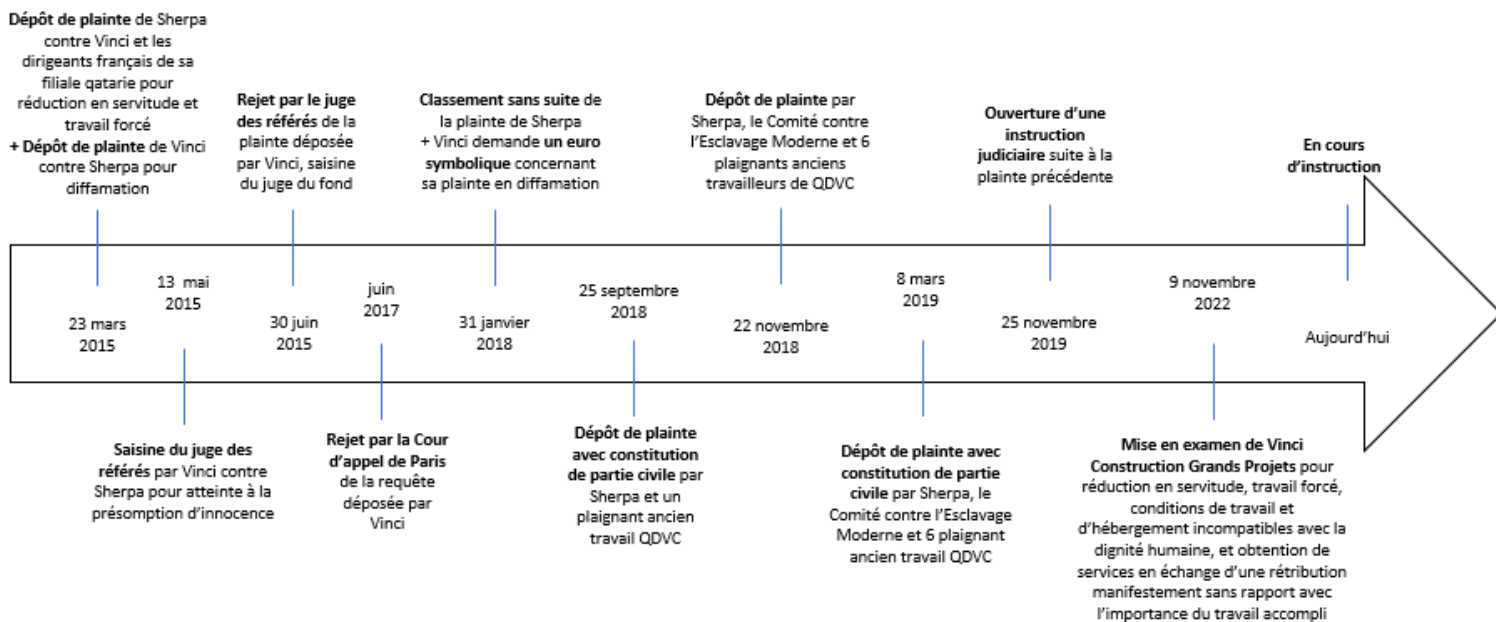 Dépôt de plainte de Sherpa
contre Vinci et les
dirigeants français de sa
filiale qatarie pour
réduction en servitude et
travail forcé
+ Dépôt de plainte de Vinci
contre Sherpa pour
diffamation
Rejet par le juge
des référés de la
plainte déposée
par Vinci, saisine
du juge du fond
Classement sans suite de
la plainte de Sherpa
+ Vinci demande un euro
symbolique concernant
sa plainte en diffamation
Dépôt de plainte par
Sherpa, le Comité contre
l'Esclavage Moderne et 6
plaignants anciens
travailleurs de QDVC
Ouverture d'une
instruction
judiciaire suite à la
plainte précédente
En cours
d'instruction
23 mars
2015
13 mai
2015
30 juin
2015
juin
2017
31 janvier
2018
25 septembre
2018
22 novembre
2018
8 mars
2019
25 novembre
2019
9 novembre
2022
Aujourd'hui
Saisine du juge des
référés par Vinci contre
Sherpa pour atteinte à la
présomption d'innocence
Rejet par la Cour
d'appel de Paris
de la requête
déposée par
Vinci
Dépôt de plainte
avec constitution
de partie civile par
Sherpa et un
plaignant ancien
travail QDVC
Dépôt de plainte avec
constitution de partie
civile par Sherpa, le
Comité contre l'Esclavage
Moderne et 6 plaignant
ancien travail QDVC
Mise en examen de Vinci
Construction Grands Projets pour
réduction en servitude, travail forcé,
conditions de travail et
d'hébergement incompatibles avec la
dignité humaine, et obtention de
services en échange d'une rétribution
manifestement sans rapport avec
l'importance du travail accompli